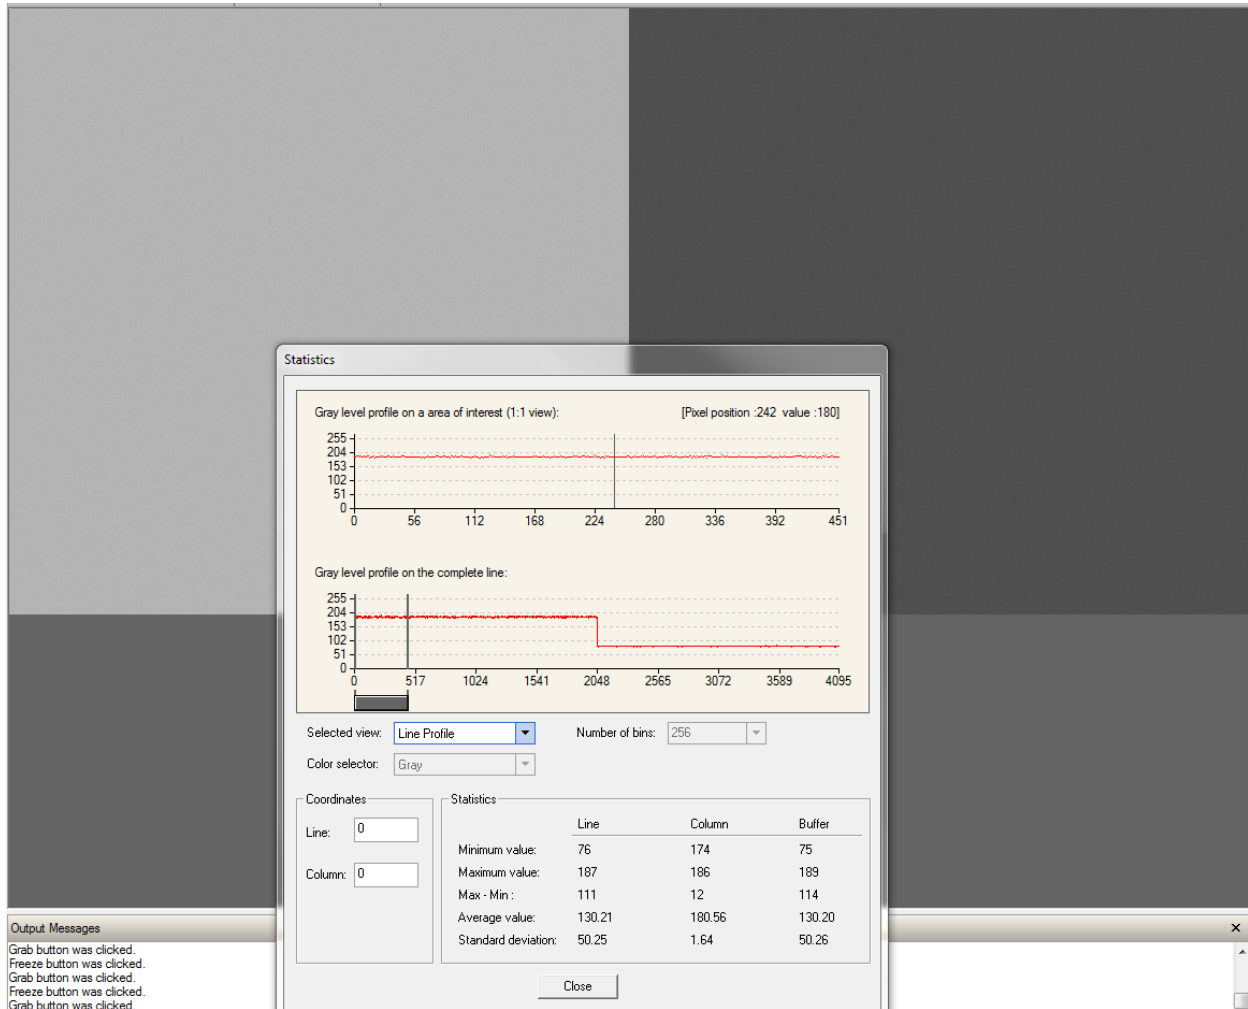 Statistics
Gray level profile on a area of interest (1:1 view): [Pixel position :242 value :180]
255
204
153
102
51
0
0 56 112 168 224 280 336 392 451
Gray level profile on the complete line:
255
204
153
102
51
0
0 517 1024 1541 2048 2565 3072 3589 4095
Selected view: Line Profile Number of bins: 256
Color selector: Gray
Coordinates Statistics
Line Column Buffer
Line: 0
Minimum value: 76 174 75
Column: 0 Maximum value: 187 186 189
Max - Min : 111 12 114
Average value: 130.21 180.56 130.20
Standard deviation: 50.25 1.64 50.26
Close
Output Messages
Grab button was clicked.
Freeze button was clicked.
Grab button was clicked.
Freeze button was clicked.
Grab button was clicked.